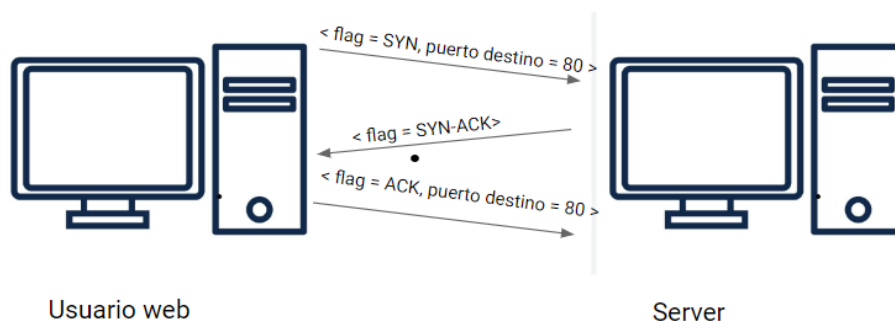 < flag = SYN, puerto destino = 80 >
< flag = SYN-ACK>
< flag = ACK, puerto destino = 80 >
Usuario web
Server